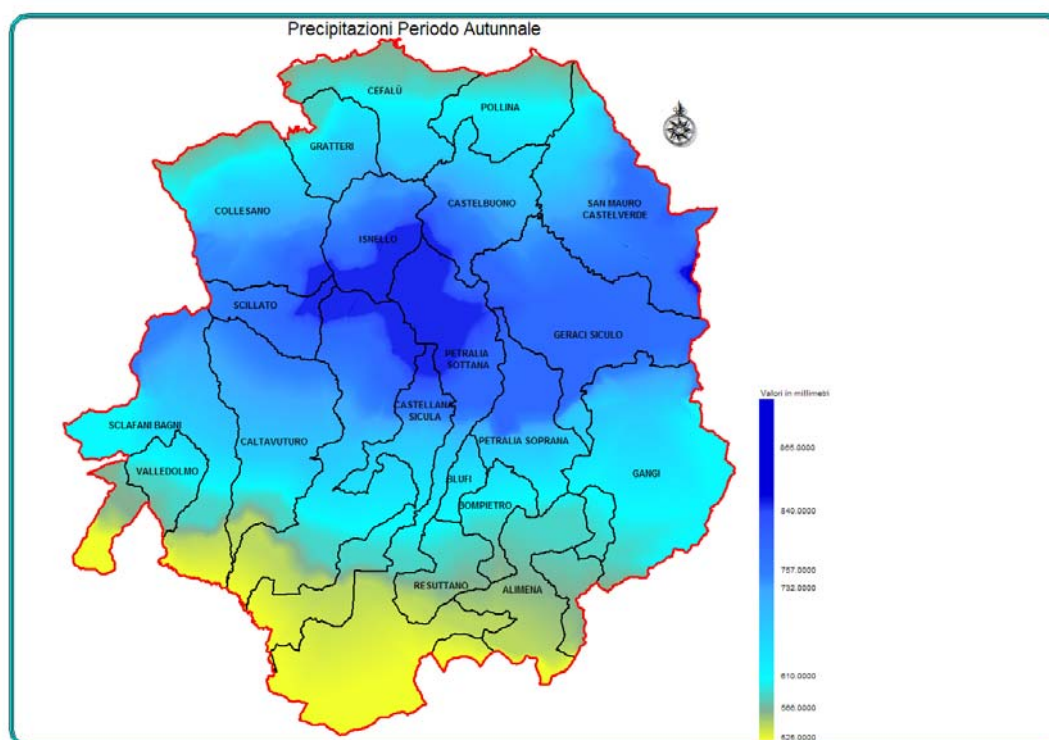 Precipitazioni Periodo Autunnale
CEFALÙ
POLLINA
GRATTERI
COLLESANO
CASTELBUONO
SAN MAURO
CASTELVERDE
ISNELLO
SCILLATO
GERACI SICULO
PETRALIA
SOTTANA
CASTELLANA
SICULA
SCLAFANI BAGNI
CALTAVUTURO
PETRALIA SOPRANA
VALLEDOLMO
BLUFI
GANGI
BOMPIETRO
RESUTTANO
ALIMENA
Valori in millimetri
866.0000
840.0000
757.0000
732.0000
610.0000
566.0000
526.0000